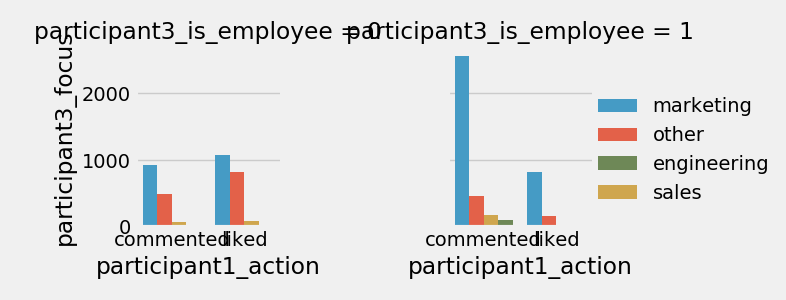 participant3_is_employee = 0
participant3_is_employee = 1
participant3_focus
2000
1000
0
commented
liked
commented
liked
participant1_action
participant1_action
marketing
other
engineering
sales